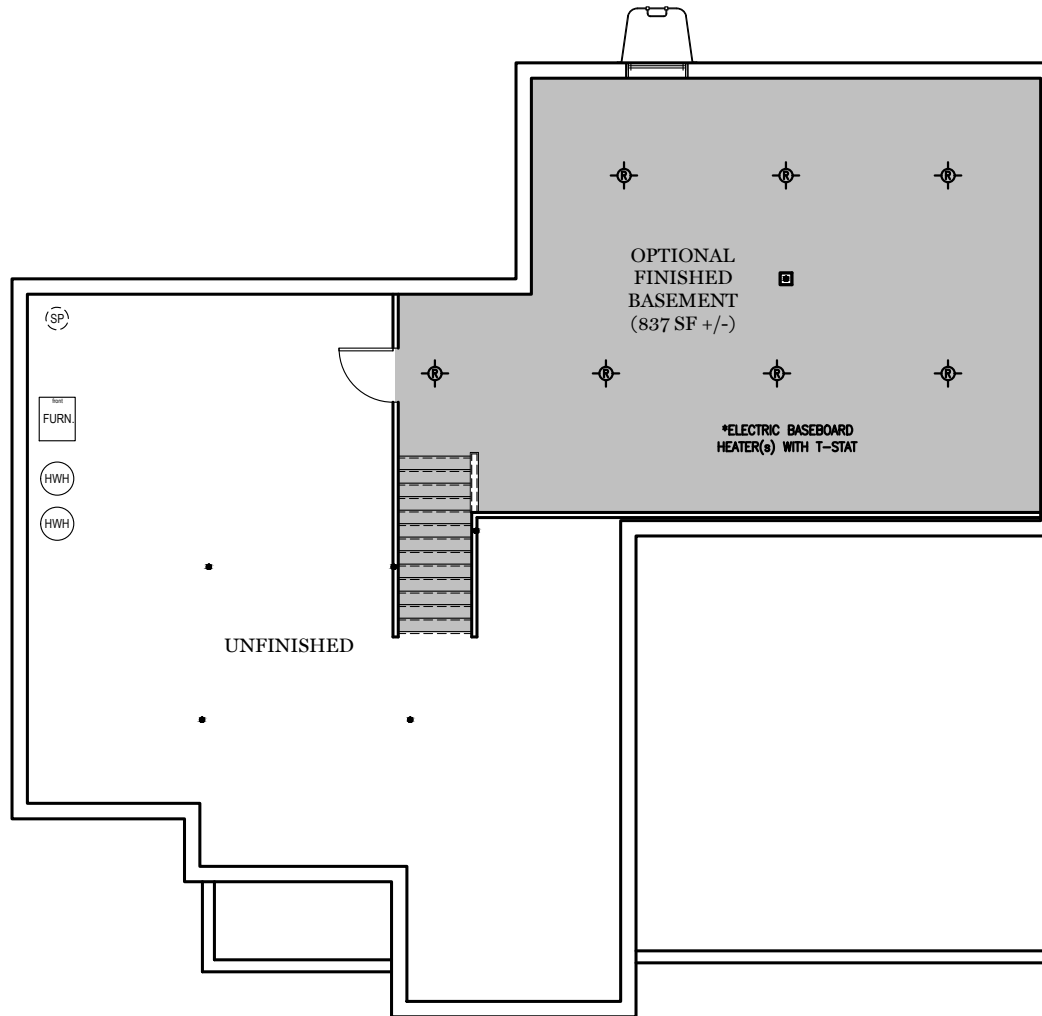 R
R
R
OPTIONAL
FINISHED
BASEMENT
(837 SF +/-)
SP
R
R
R
R
front
FURN.
*ELECTRIC BASEBOARD
HEATER(s) WITH T-STAT
HWH
HWH
UNFINISHED